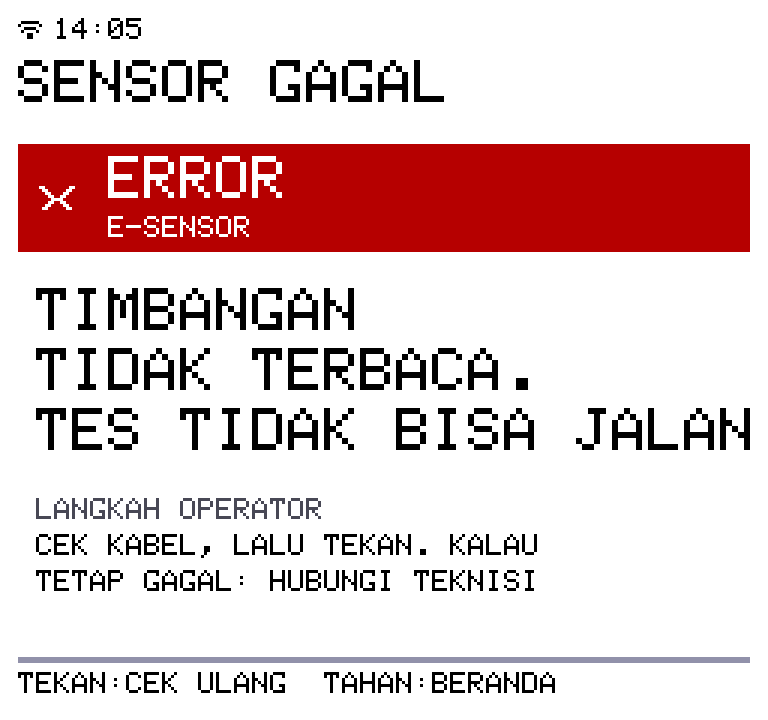 14:05
SENSOR GAGAL
ERROR
E-SENSOR
TIMBANGAN
TIDAK TERBACA.
TES TIDAK BISA JALAN
LANGKAH OPERATOR
CEK KABEL, LALU TEKAN. KALAU
TETAP GAGAL: HUBUNGI TEKNISI
TEKAN:CEK ULANG  TAHAN:BERANDA